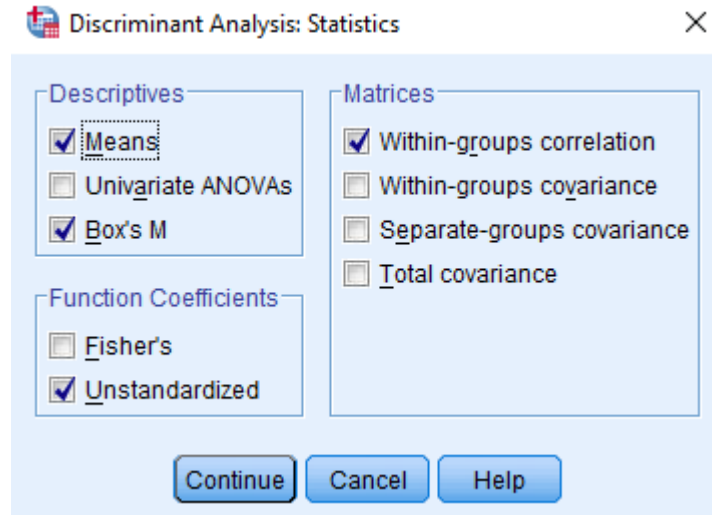 Discriminant Analysis: Statistics
Descriptives
Means
Univariate ANOVAs
Box's M
Function Coefficients
Fisher's
Unstandardized
Matrices
Within-groups correlation
Within-groups covariance
Separate-groups covariance
Total covariance
Continue
Cancel
Help